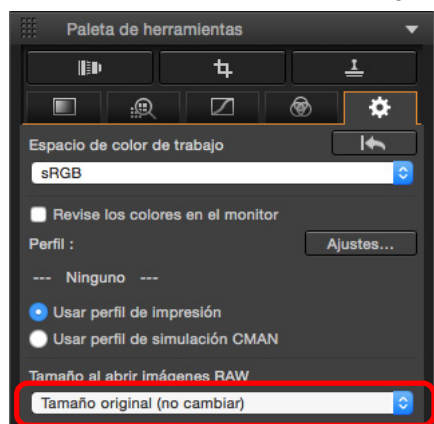 Paleta de herramientas
Espacio de color de trabajo
sRGB
Revise los colores en el monitor
Perfil :
Ajustes...
--- Ninguno ---
Usar perfil de impresión
Usar perfil de simulación CMAN
Tamaño al abrir imágenes RAW
Tamaño original (no cambiar)